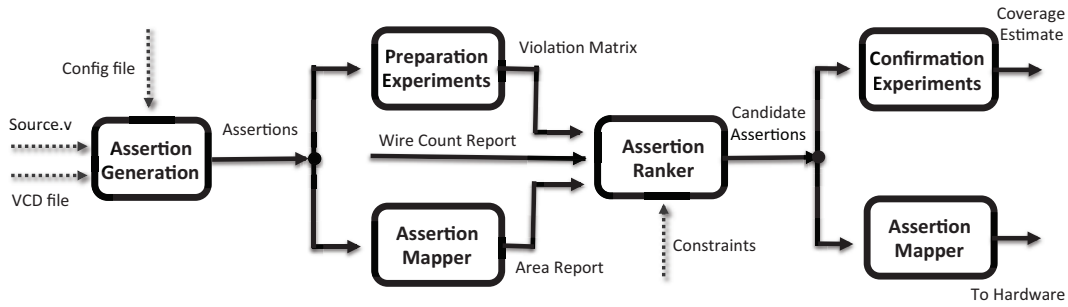 Config file
Source.v
VCD file
Assertion
Generation
Assertions
Preparation
Experiments
Violation Matrix
Wire Count Report
Assertion
Mapper
Area Report
Assertion
Ranker
Constraints
Candidate
Assertions
Confirmation
Experiments
Coverage
Estimate
Assertion
Mapper
To Hardware